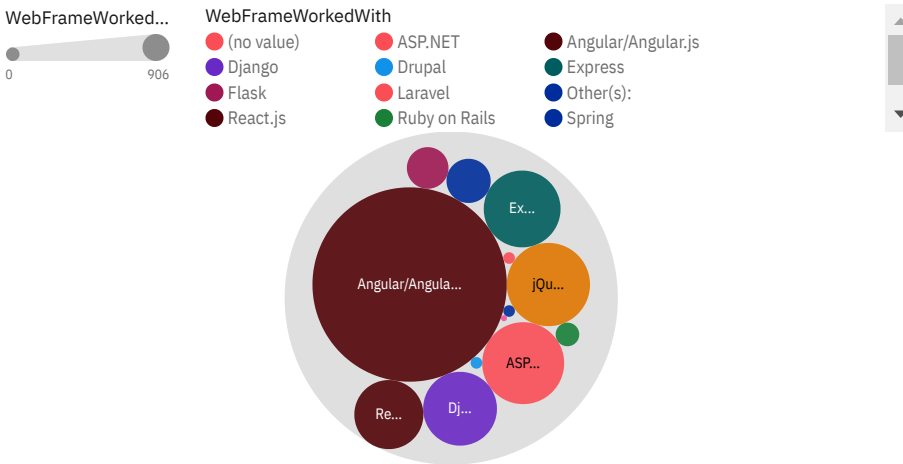 WebFrameWorked...
0 906
WebFrameWorkedWith
(no value) ASP.NET Angular/Angular.js
Django Drupal Express
Flask Laravel Other(s):
React.js Ruby on Rails Spring
Ex...
Angular/Angula...
jQu...
ASP...
Dj...
Re...